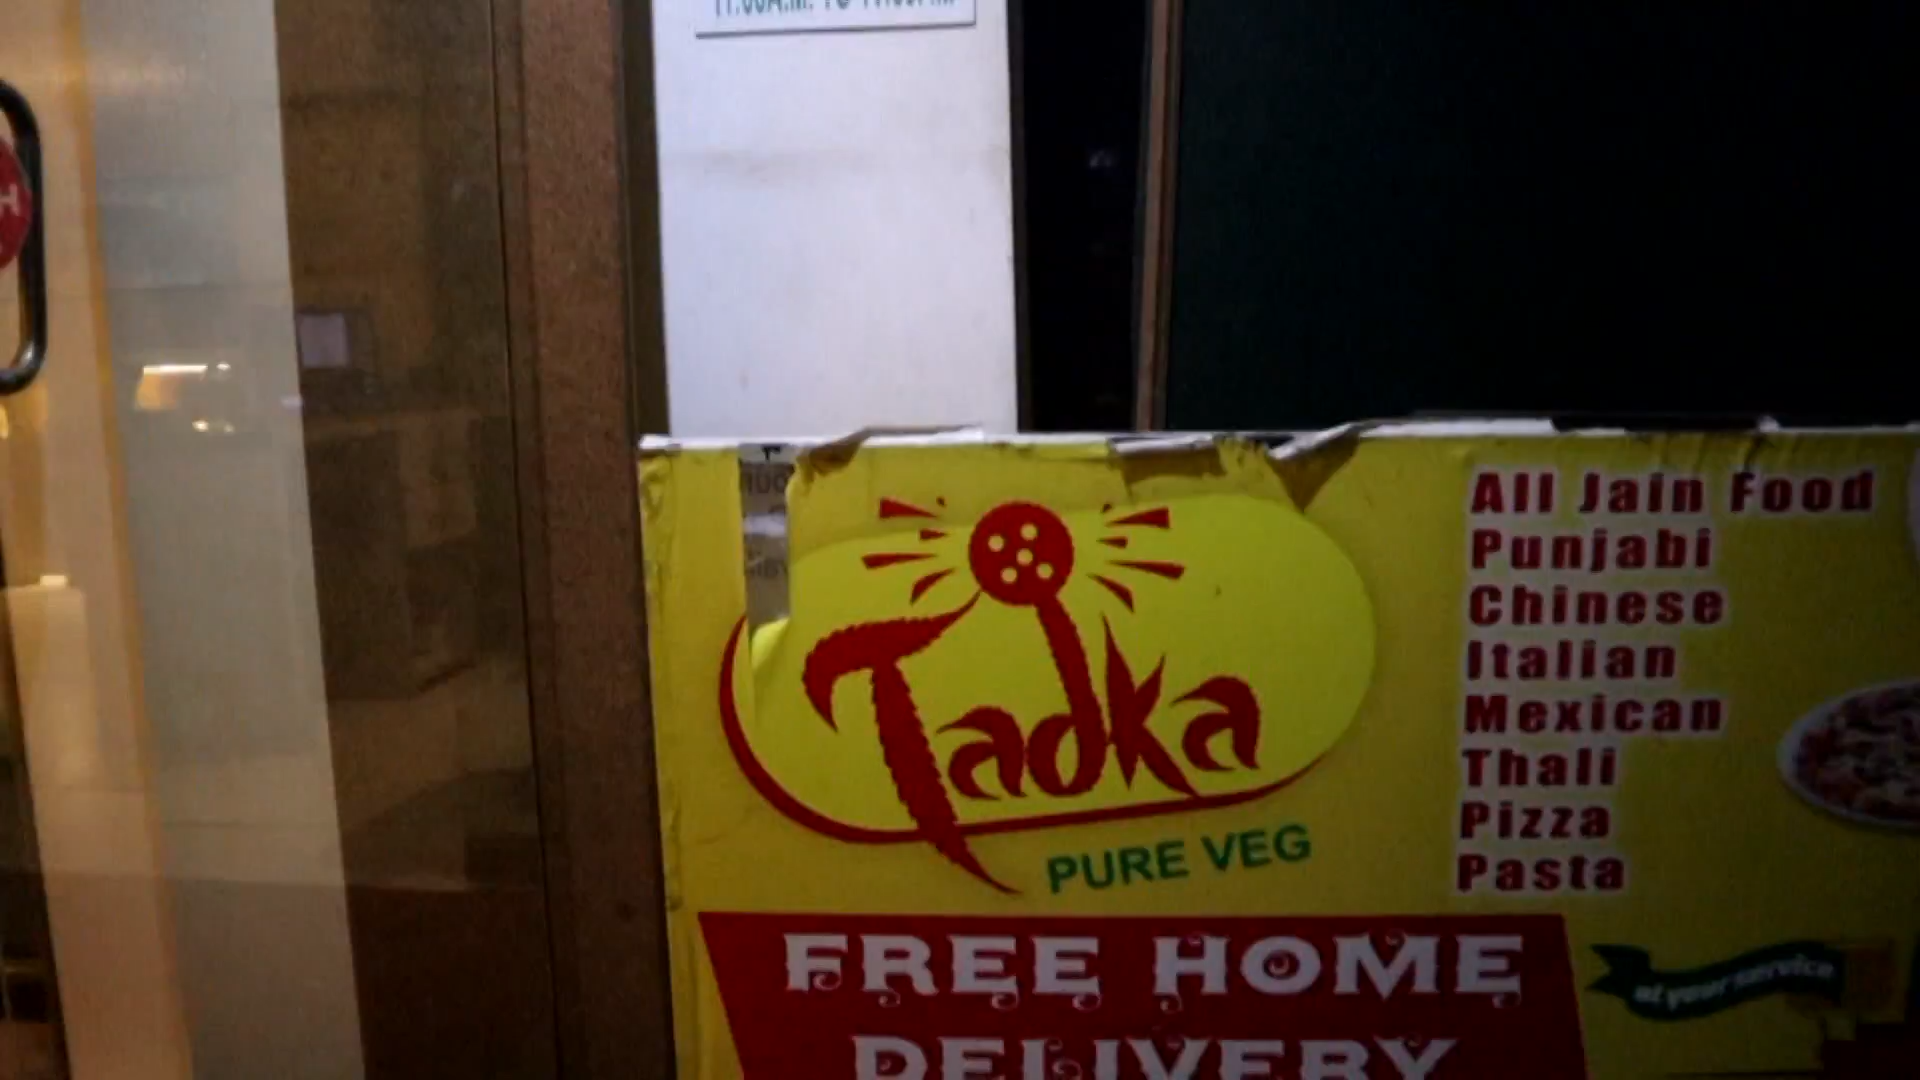 Tadka
PURE VEG
All Jain Food
Punjabi
Chinese
Italian
Mexican
Thali
Pizza
Pasta
FREE HOME
DELIVERY
at your service